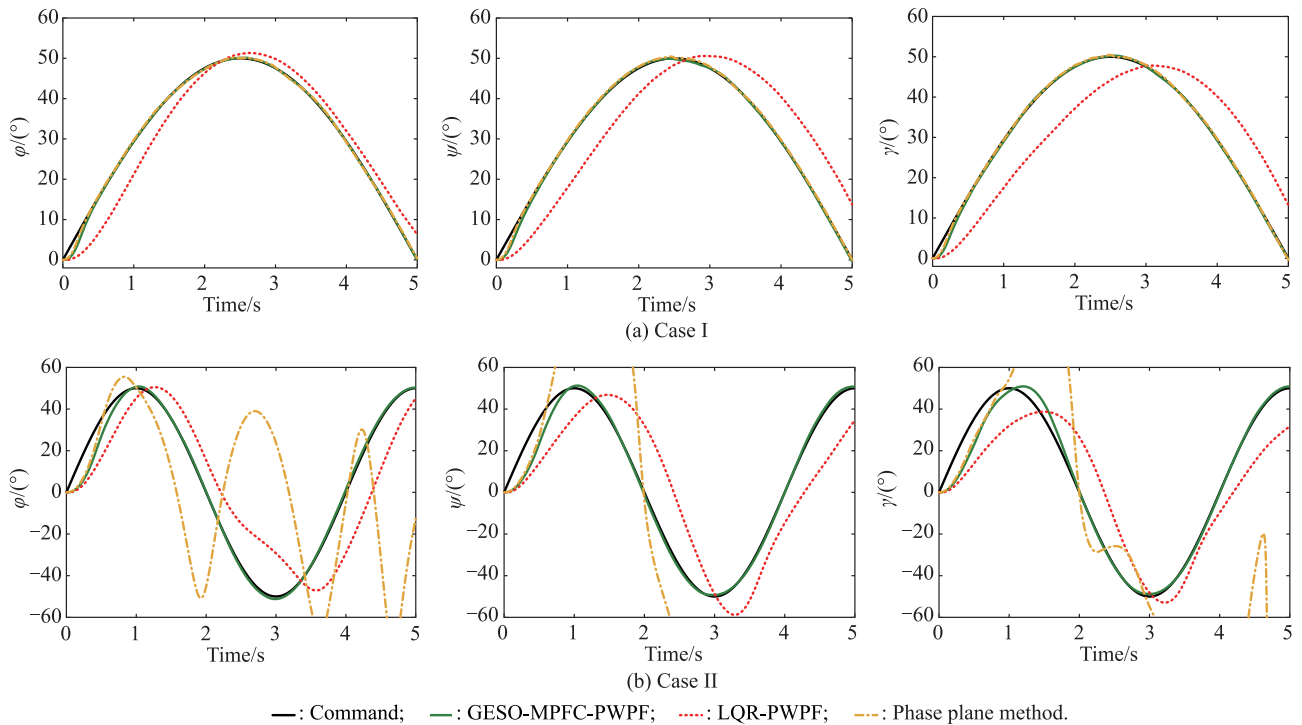 60
50
40
30
20
10
0
φ/(°)
0 1 2 3 4 5
Time/s
60
50
40
30
20
10
0
ψ/(°)
0 1 2 3 4 5
Time/s
60
50
40
30
20
10
0
γ/(°)
0 1 2 3 4 5
Time/s
(a) Case I
60
40
20
0
−20
−40
−60
φ/(°)
0 1 2 3 4 5
Time/s
60
40
20
0
−20
−40
−60
ψ/(°)
0 1 2 3 4 5
Time/s
60
40
20
0
−20
−40
−60
γ/(°)
0 1 2 3 4 5
Time/s
(b) Case II
: Command; : GESO-MPFC-PWPF; : LQR-PWPF; : Phase plane method.